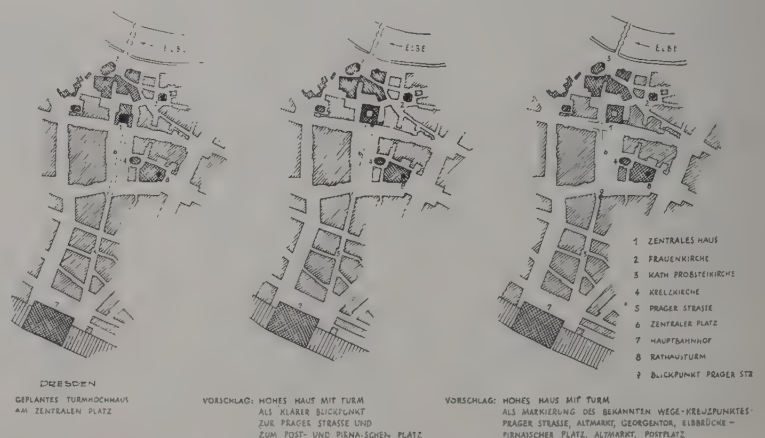 ELBE
ELBE
1 ZENTRALES HAUS
2 FRAUENKIRCHE
3 KATH PROBSTEIKIRCHE
4 KREUZKIRCHE
5 PRAGER STRASSE
6 ZENTRALER PLATZ
7 HAUPTBAHNHOF
8 RATHAUSTURM
BLICKPUNKT PRAGER STR
DRESDEN
GEPLANTES TURMHOCHHAUS
AM ZENTRALEN PLATZ
VORSCHLAG: HOHES HAUS MIT TURM
ALS KLARER BLICKPUNKT
ZUR PRAGER STRASSE UND
ZUM POST- UND PIRNAISCHEN PLATZ
VORSCHLAG: HOHES HAUS MIT TURM
ALS MARKIERUNG DES BEKANNTEN WEGE-KREUZPUNKTES
PRAGER STRASSE, ALTMARKT, GEORGENTOR, ELBBRÜCKE –
PIRNAISCHER PLATZ, ALTMARKT, POSTPLATZ